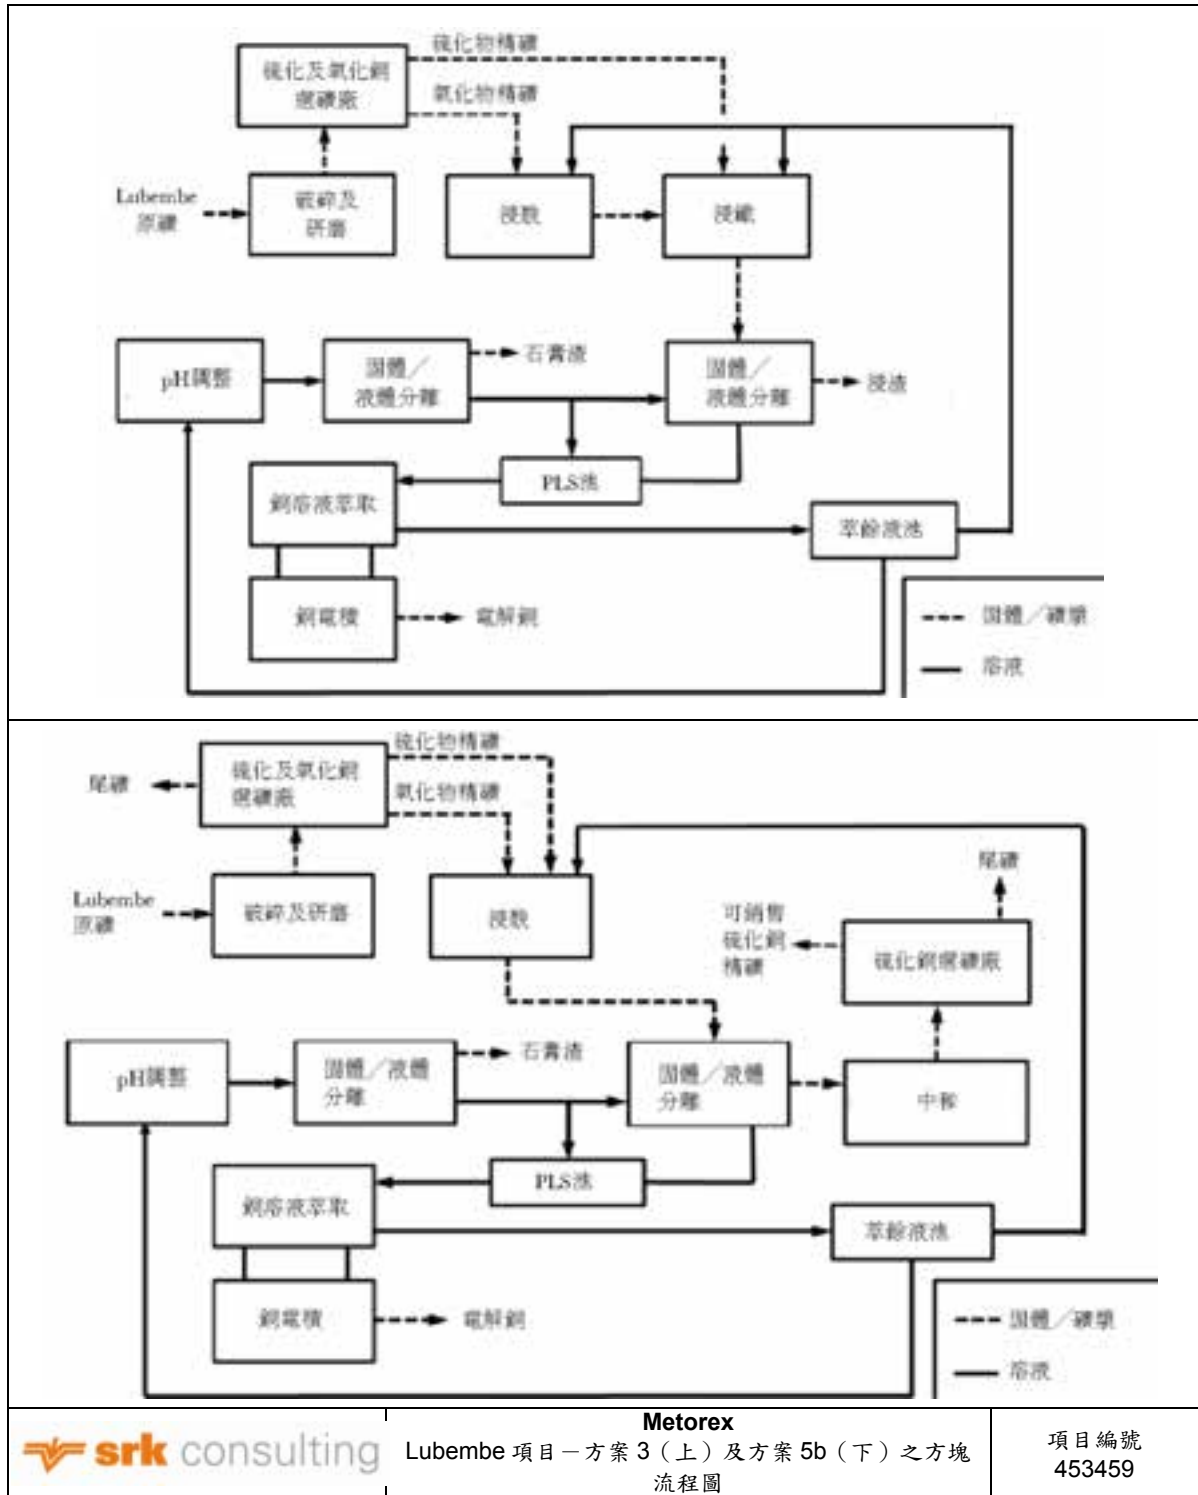 硫化物精礦
硫化及氧化銅
選礦廠
氧化物精礦
Lubembe
原礦
破碎及
研磨
浸
浸
pH調整
固體／
液體分離
石膏渣
固體／
液體分離
浸渣
PLS池
銅溶液萃取
萃餘液池
銅電積
電解銅
固體／礦漿
溶液
硫化物精礦
尾礦
硫化及氧化銅
選礦廠
氧化物精礦
Lubembe
原礦
破碎及研磨
浸
尾礦
可銷售
硫化銅
精礦
硫化銅選礦廠
pH調整
固體／液體
分離
石膏渣
固體／液體
分離
中和
PLS池
銅溶液萃取
萃餘液池
銅電積
電解銅
固體／礦漿
溶液
srk consulting
Metorex
Lubembe 項目－方案 3（上）及方案 5b（下）之方塊
流程圖
項目編號
453459